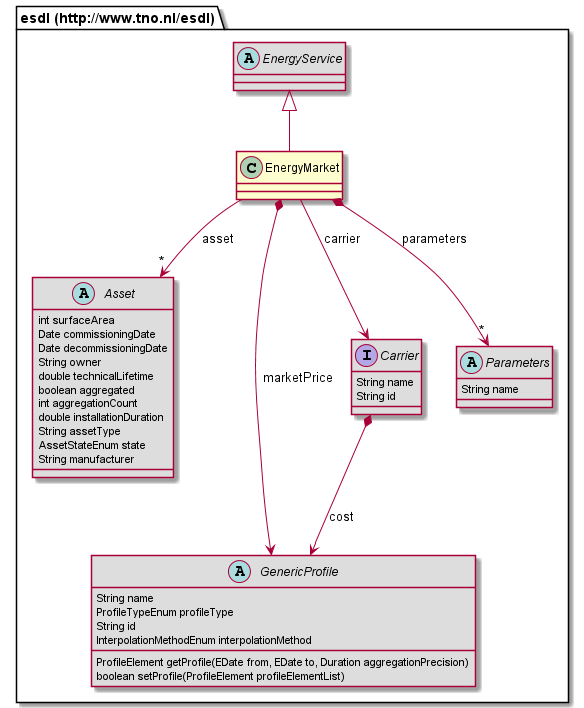 esdl (http://www.tno.nl/esdl)
A EnergyService
C EnergyMarket
asset
carrier
parameters
*
A Asset
int surfaceArea
Date commissioningDate
Date decommissioningDate
String owner
double technicalLifetime
boolean aggregated
int aggregationCount
double installationDuration
String assetType
AssetStateEnum state
String manufacturer
marketPrice
I Carrier
String name
String id
*
A Parameters
String name
cost
A GenericProfile
String name
ProfileTypeEnum profileType
String id
InterpolationMethodEnum interpolationMethod
ProfileElement getProfile(EDate from, EDate to, Duration aggregationPrecision)
boolean setProfile(ProfileElement profileElementList)